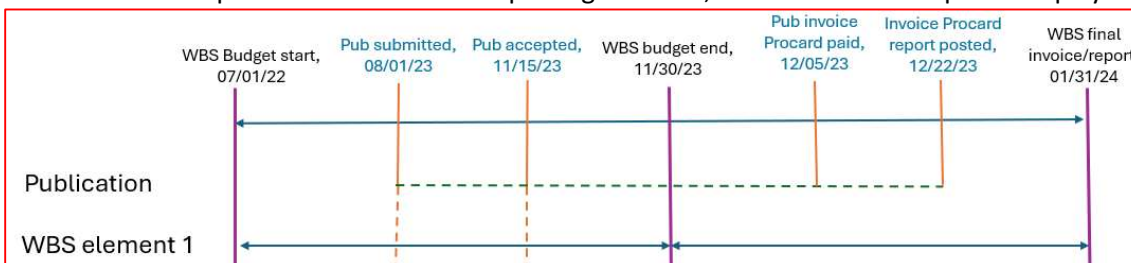 WBS Budget start,
07/01/22
Pub submitted,
08/01/23
Pub accepted,
11/15/23
WBS budget end,
11/30/23
Pub invoice
Procard paid,
12/05/23
Invoice Procard
report posted,
12/22/23
WBS final
invoice/report
01/31/24
Publication
WBS element 1